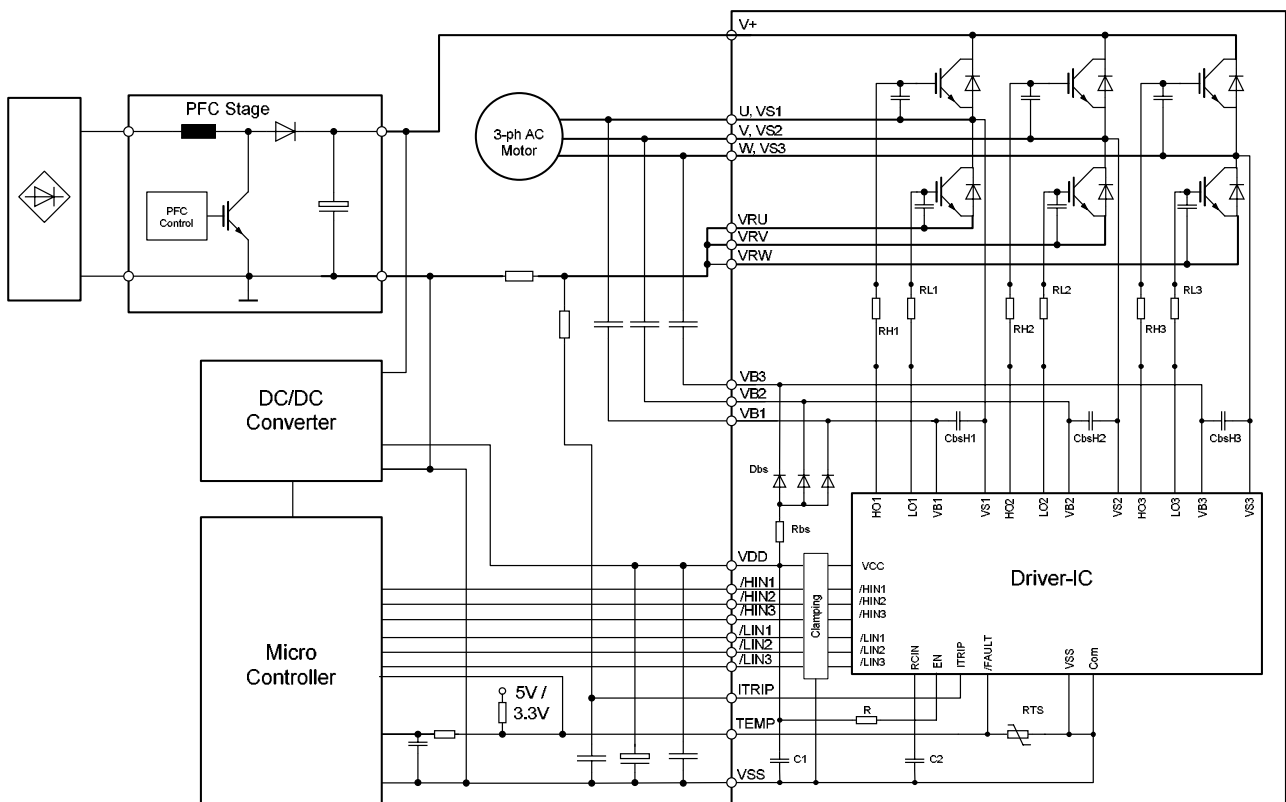 V+
PFC Stage
PFC
Control
3-ph AC
Motor
U, VS1
V, VS2
W, VS3
VRU
VRV
VRW
RH1
RL1
RH2
RL2
RH3
RL3
DC/DC
Converter
VB3
VB2
VB1
CbsH1
CbsH2
CbsH3
Dbs
Rbs
HO1
LO1
VB1
VS1
HO2
LO2
VB2
VS2
HO3
LO3
VB3
VS3
VDD
/HIN1
/HIN2
/HIN3
/LIN1
/LIN2
/LIN3
Clamping
VCC
/HIN1
/HIN2
/HIN3
/LIN1
/LIN2
/LIN3
Driver-IC
RCIN
EN
ITRIP
/FAULT
VSS
Com
Micro
Controller
5V /
3.3V
ITRIP
TEMP
VSS
R
RTS
C1
C2